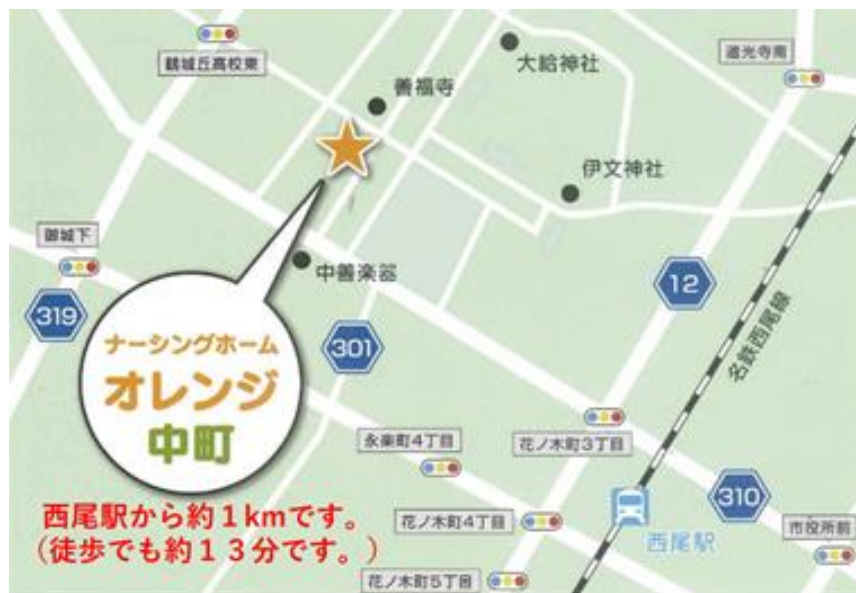 鶴城丘高校東
善福寺
大給神社
道光寺南
伊文神社
御城下
中善楽器
319
12
301
ナーシングホーム
オレンジ
中町
名鉄西尾線
永楽町4丁目
花ノ木町3丁目
310
西尾駅から約1kmです。
(徒歩でも約13分です。)
花ノ木町4丁目
西尾駅
市役所前
花ノ木町5丁目